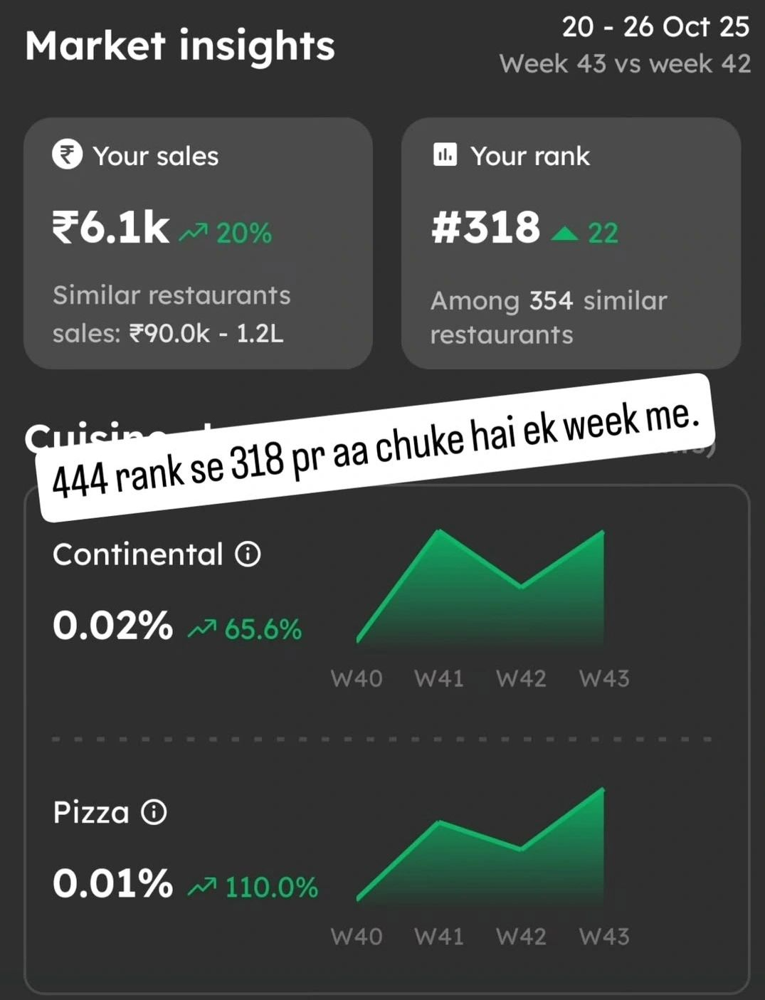 Market insights
20 - 26 Oct 25
Week 43 vs week 42
Your sales
₹6.1k 20%
Similar restaurants
sales: ₹90.0k - 1.2L
Your rank
#318 ▲ 22
Among 354 similar
restaurants
444 rank se 318 pr aa chuke hai ek week me.
Continental
0.02% 65.6%
W40 W41 W42 W43
Pizza
0.01% 110.0%
W40 W41 W42 W43